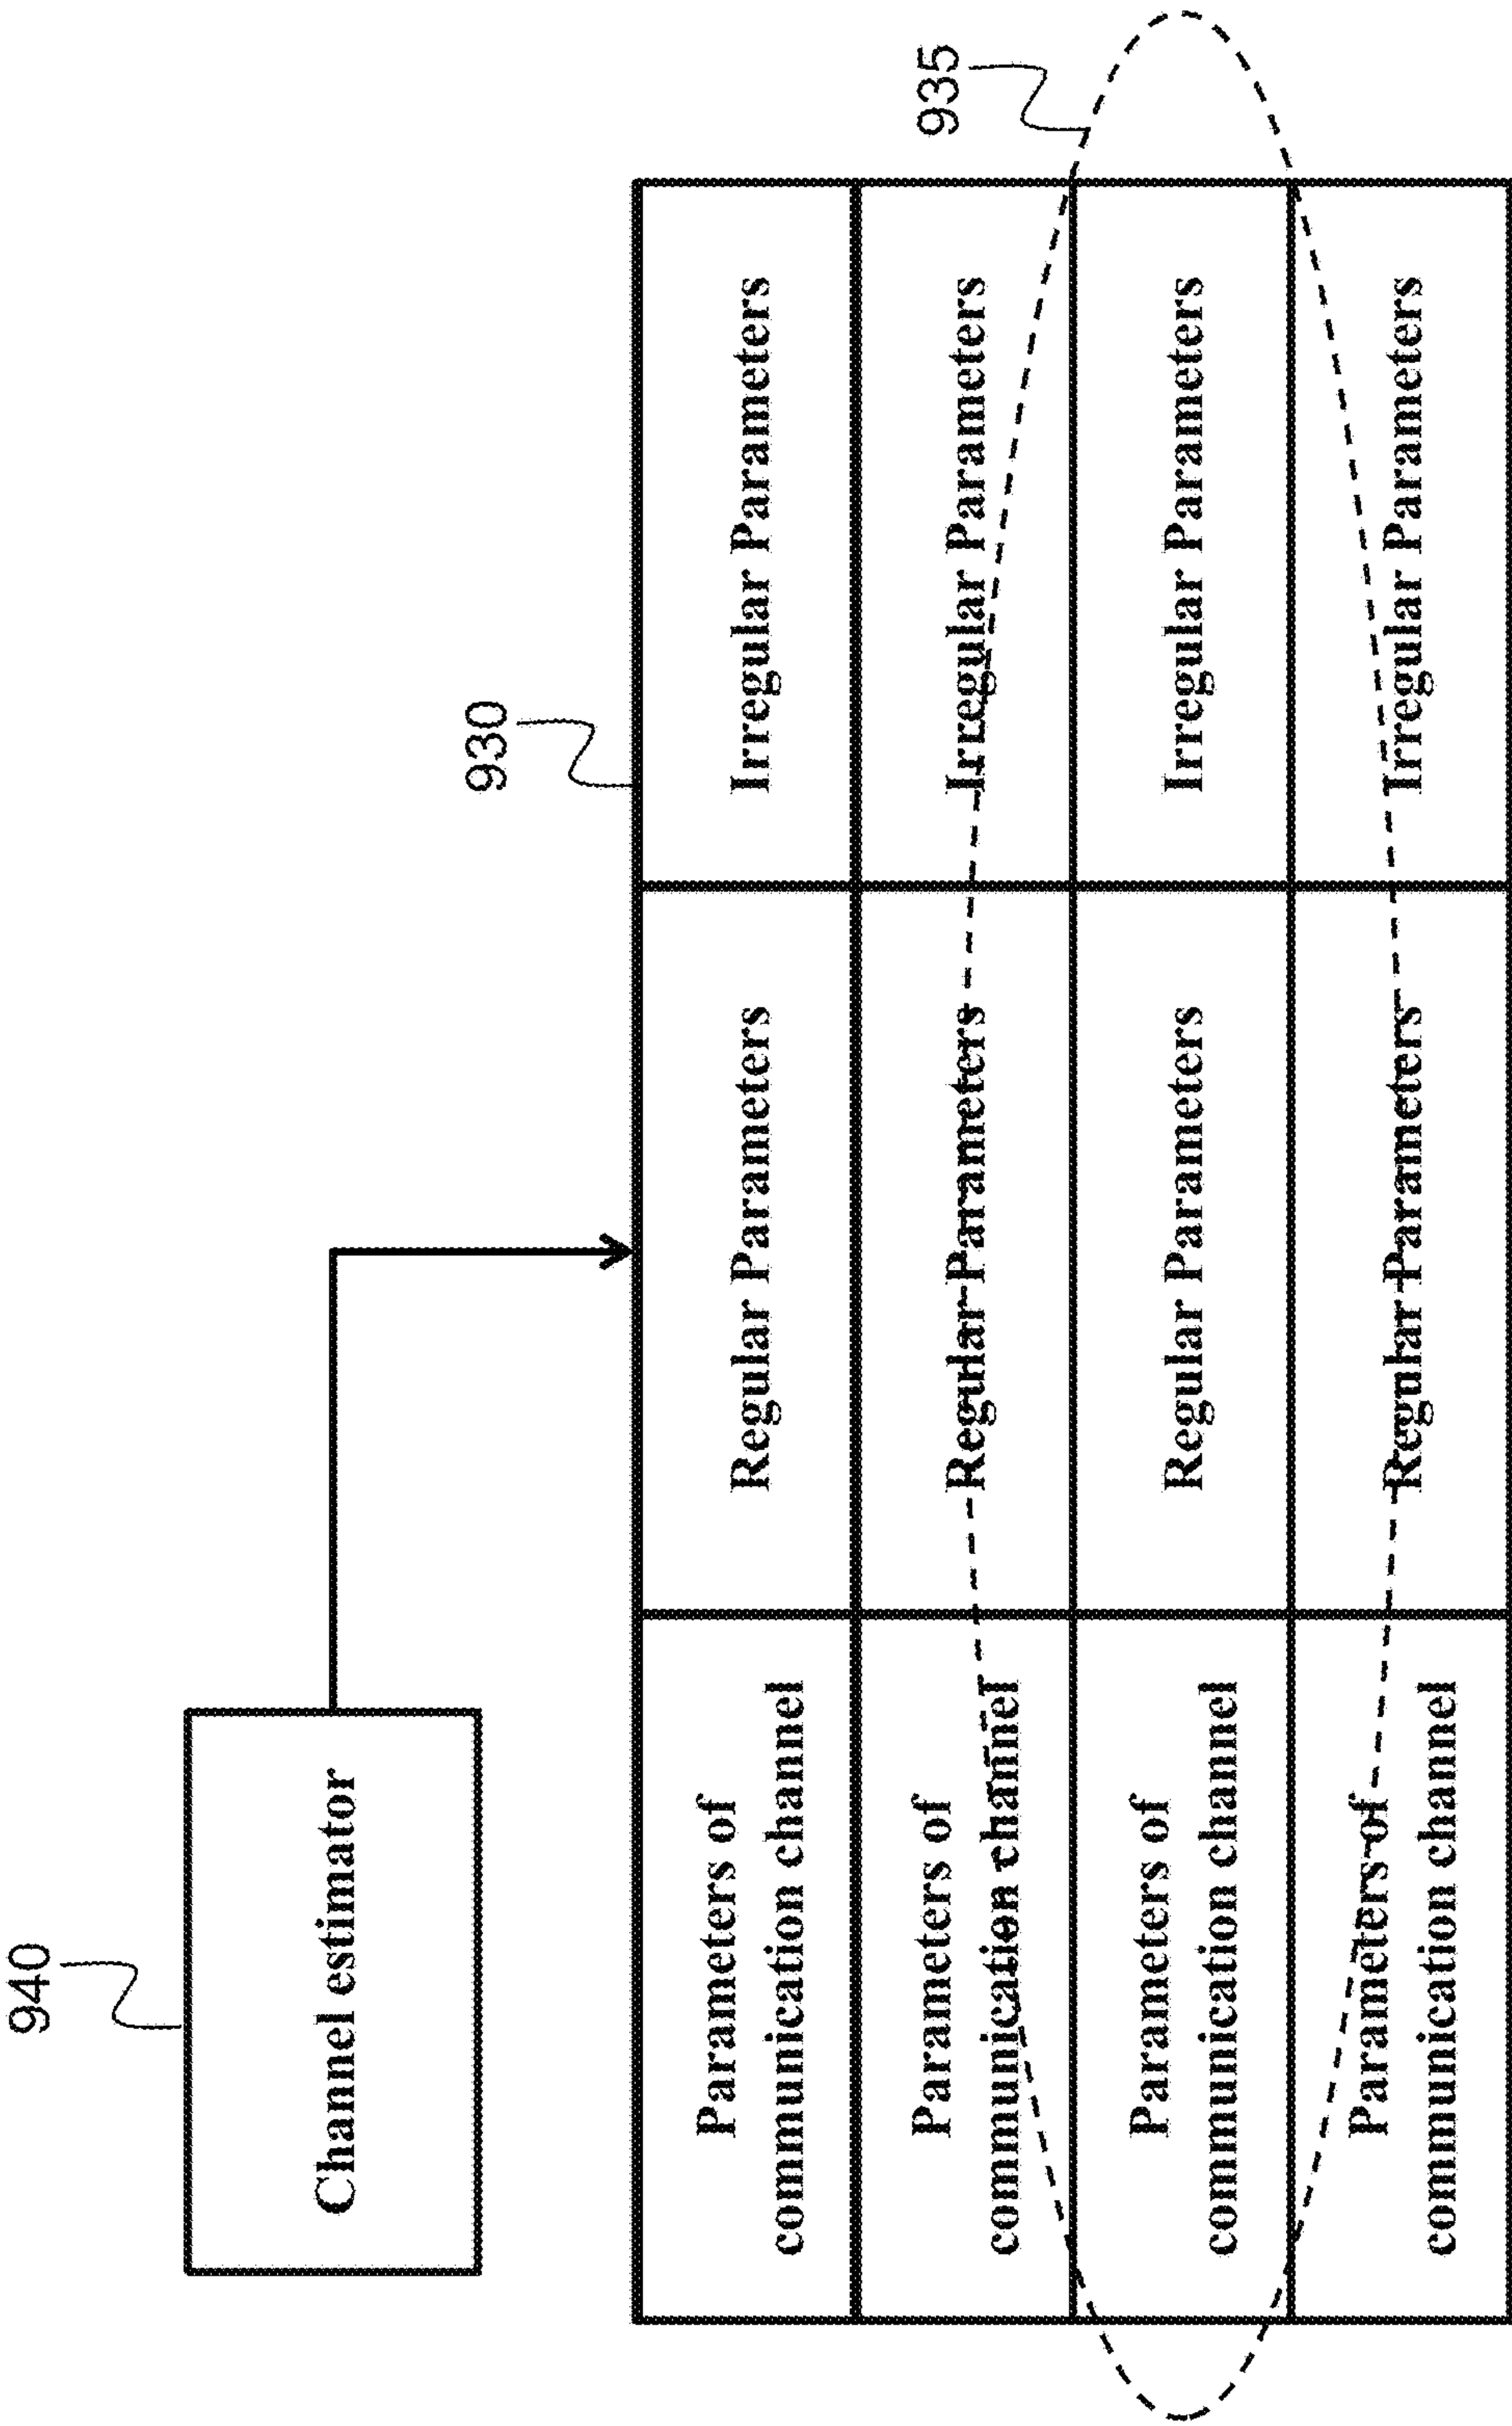 940
Channel estimator
930
935
Parameters of
communication channel
Regular Parameters
Irregular Parameters
Parameters of
communication channel
Regular Parameters
Irregular Parameters
Parameters of
communication channel
Regular Parameters
Irregular Parameters
Parameters of
communication channel
Regular Parameters
Irregular Parameters